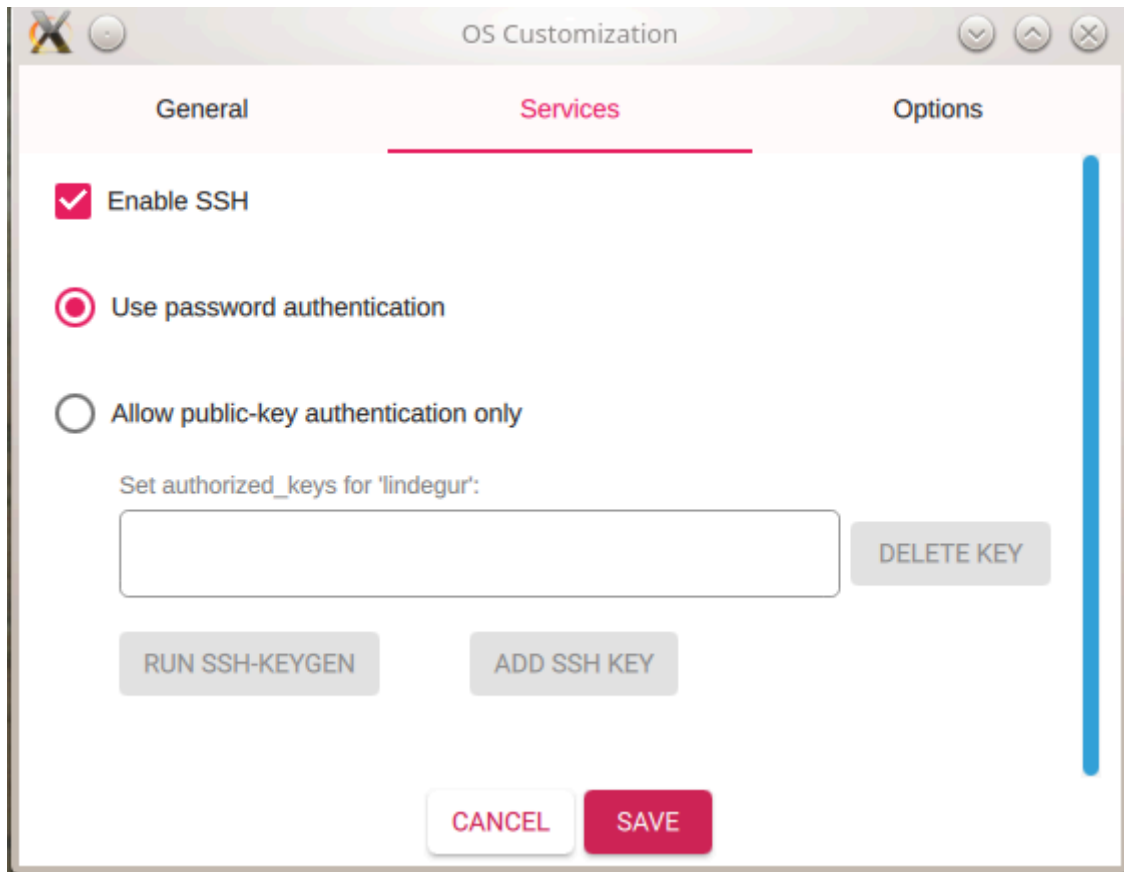 OS Customization
General
Services
Options
Enable SSH
Use password authentication
Allow public-key authentication only
Set authorized_keys for 'lindegur':
DELETE KEY
RUN SSH-KEYGEN
ADD SSH KEY
CANCEL
SAVE